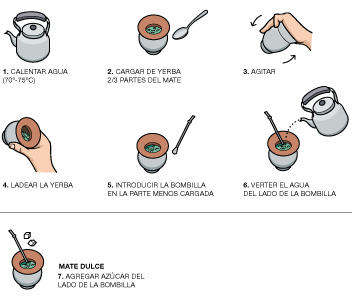 1. CALENTAR AGUA
(70°-75°C)
2. CARGAR DE YERBA
2/3 PARTES DEL MATE
3. AGITAR
4. LADEAR LA YERBA
5. INTRODUCIR LA BOMBILLA
EN LA PARTE MENOS CARGADA
6. VERTER EL AGUA
DEL LADO DE LA BOMBILLA
MATE DULCE
7. AGREGAR AZÚCAR DEL
LADO DE LA BOMBILLA